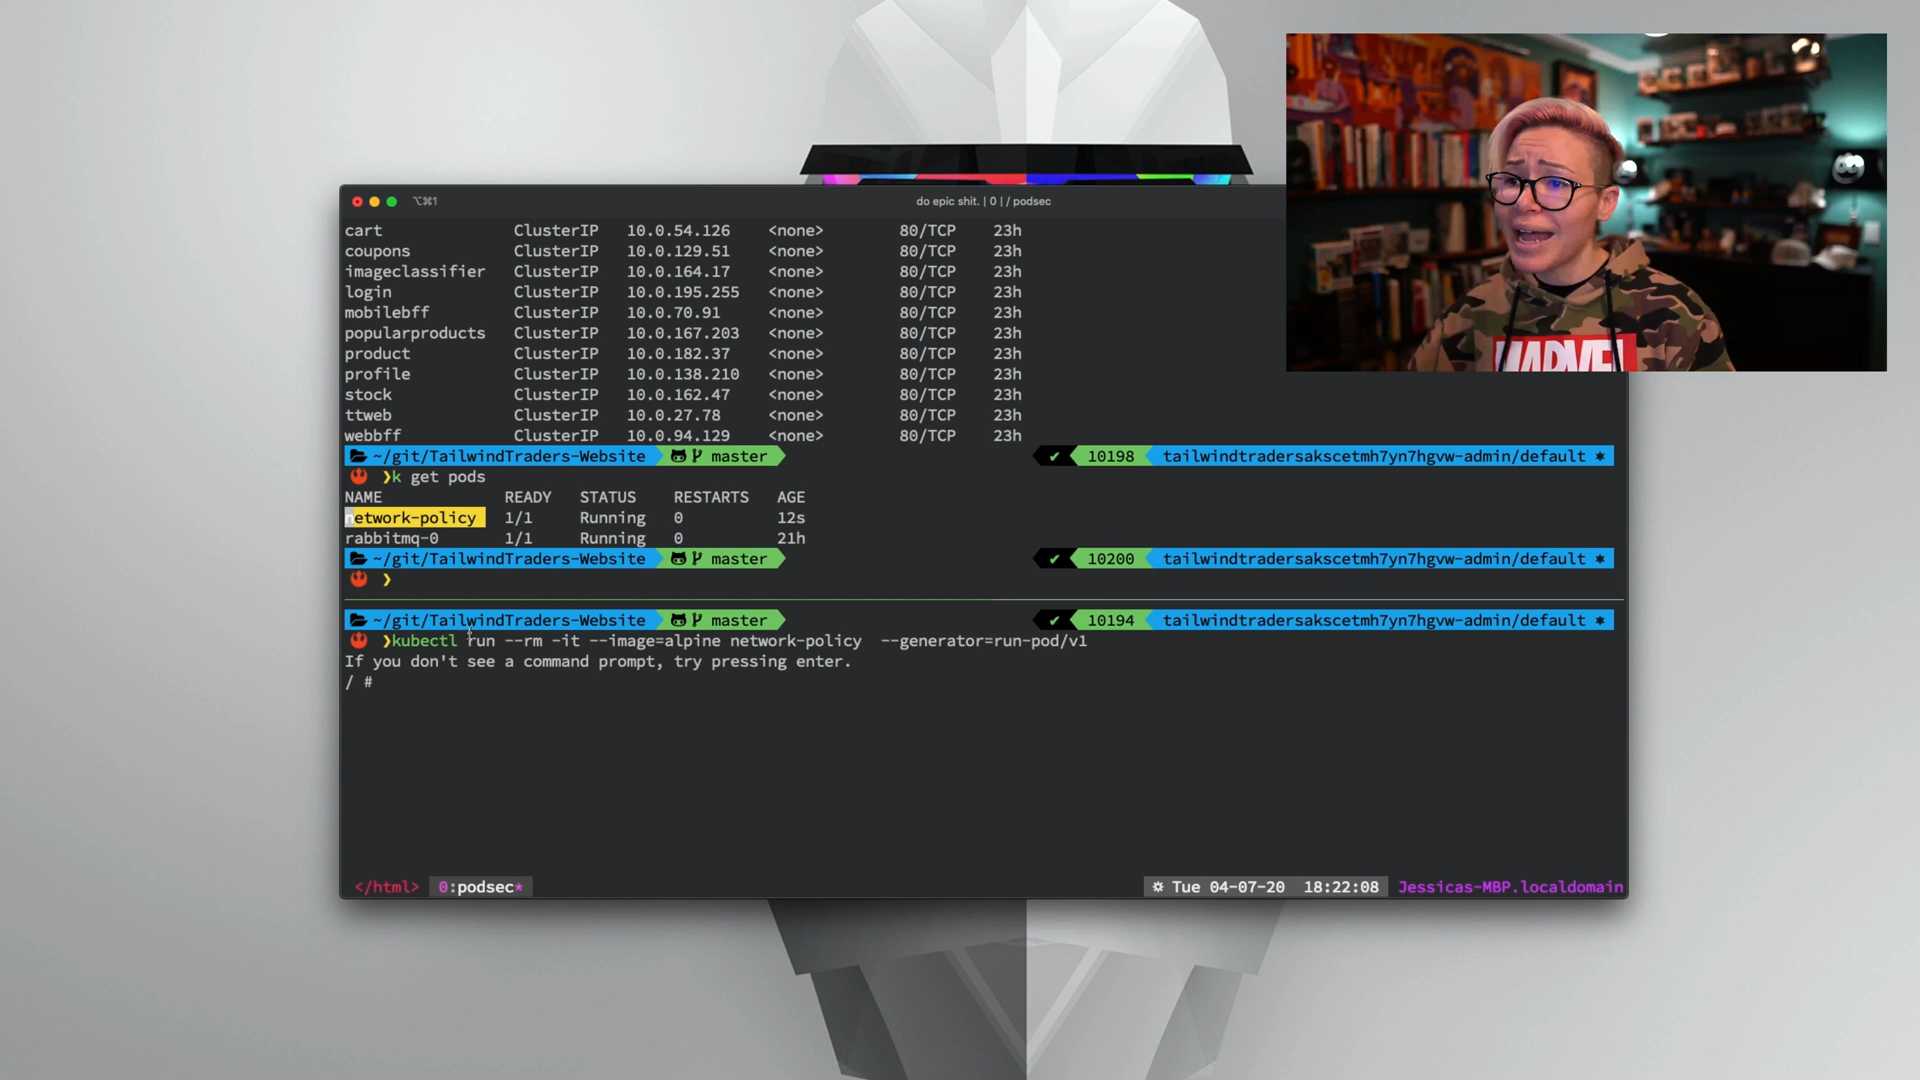 ⌥⌘1
do epic shit. | 0 | / podsec
cart ClusterIP 10.0.54.126 <none> 80/TCP 23h
coupons ClusterIP 10.0.129.51 <none> 80/TCP 23h
imageclassifier ClusterIP 10.0.164.17 <none> 80/TCP 23h
login ClusterIP 10.0.195.255 <none> 80/TCP 23h
mobilebff ClusterIP 10.0.70.91 <none> 80/TCP 23h
popularproducts ClusterIP 10.0.167.203 <none> 80/TCP 23h
product ClusterIP 10.0.182.37 <none> 80/TCP 23h
profile ClusterIP 10.0.138.210 <none> 80/TCP 23h
stock ClusterIP 10.0.162.47 <none> 80/TCP 23h
ttweb ClusterIP 10.0.27.78 <none> 80/TCP 23h
webbff ClusterIP 10.0.94.129 <none> 80/TCP 23h
~/git/TailwindTraders-Website master ✔ 10198 tailwindtradersakscetmh7yn7hgvw-admin/default
❯k get pods
NAME READY STATUS RESTARTS AGE
network-policy 1/1 Running 0 12s
rabbitmq-0 1/1 Running 0 21h
~/git/TailwindTraders-Website master ✔ 10200 tailwindtradersakscetmh7yn7hgvw-admin/default
❯
~/git/TailwindTraders-Website master ✔ 10194 tailwindtradersakscetmh7yn7hgvw-admin/default
❯kubectl run --rm -it --image=alpine network-policy --generator=run-pod/v1
If you don't see a command prompt, try pressing enter.
/ #
</html> 0:podsec* Tue 04-07-20 18:22:08 Jessicas-MBP.localdomain
MARVEL